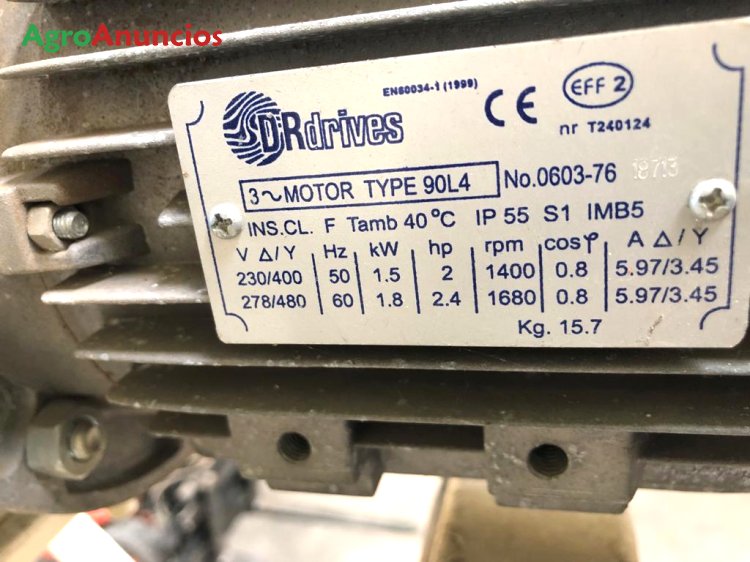 AgroAnuncios
EN60034-1 (1999)
DRdrives
CE
EFF 2
nr T240124
3~MOTOR TYPE 90L4
No.0603-76 18713
INS.CL. F Tamb 40 °C IP 55 S1 IMB5
V Δ/Y Hz kW hp rpm cosφ A Δ/Y
230/400 50 1.5 2 1400 0.8 5.97/3.45
278/480 60 1.8 2.4 1680 0.8 5.97/3.45
Kg. 15.7